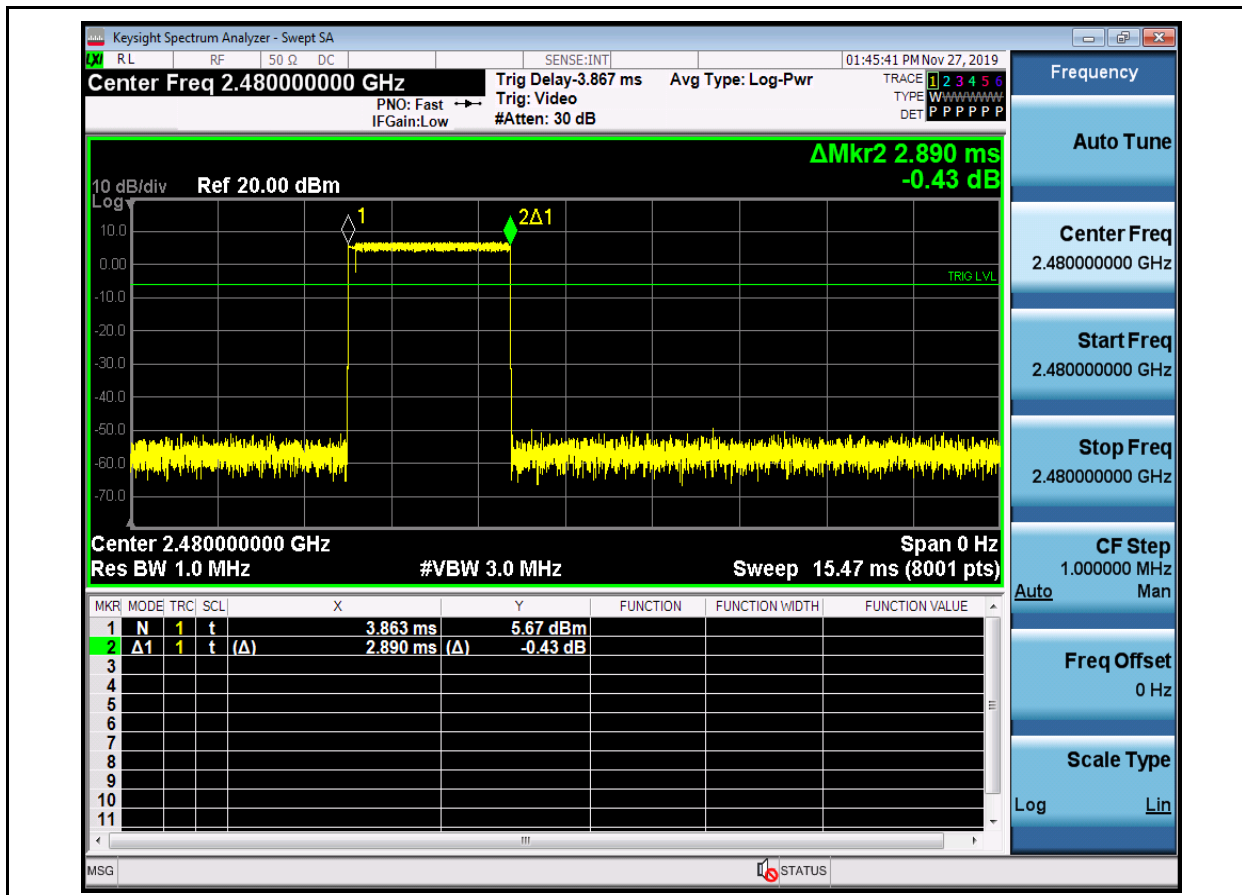 Keysight Spectrum Analyzer - Swept SA
LXI RL RF 50 Ω DC SENSE:INT 01:45:41 PM Nov 27, 2019
Center Freq 2.480000000 GHz
PNO: Fast
IFGain:Low
Trig Delay-3.867 ms
Trig: Video
#Atten: 30 dB
Avg Type: Log-Pwr
TRACE 1 2 3 4 5 6
TYPE WWWWWW
DET P P P P P P
ΔMkr2 2.890 ms
-0.43 dB
10 dB/div Ref 20.00 dBm
Log
1
2Δ1
10.0
0.00
TRIG LVL
-10.0
-20.0
-30.0
-40.0
-50.0
-60.0
-70.0
Center 2.480000000 GHz Span 0 Hz
Res BW 1.0 MHz #VBW 3.0 MHz Sweep 15.47 ms (8001 pts)
MKR MODE TRC SCL X Y FUNCTION FUNCTION WIDTH FUNCTION VALUE
1 N 1 t 3.863 ms 5.67 dBm
2 Δ1 1 t (Δ) 2.890 ms (Δ) -0.43 dB
3
4
5
6
7
8
9
10
11
MSG STATUS
Frequency
Auto Tune
Center Freq
2.480000000 GHz
Start Freq
2.480000000 GHz
Stop Freq
2.480000000 GHz
CF Step
1.000000 MHz
Auto Man
Freq Offset
0 Hz
Scale Type
Log Lin